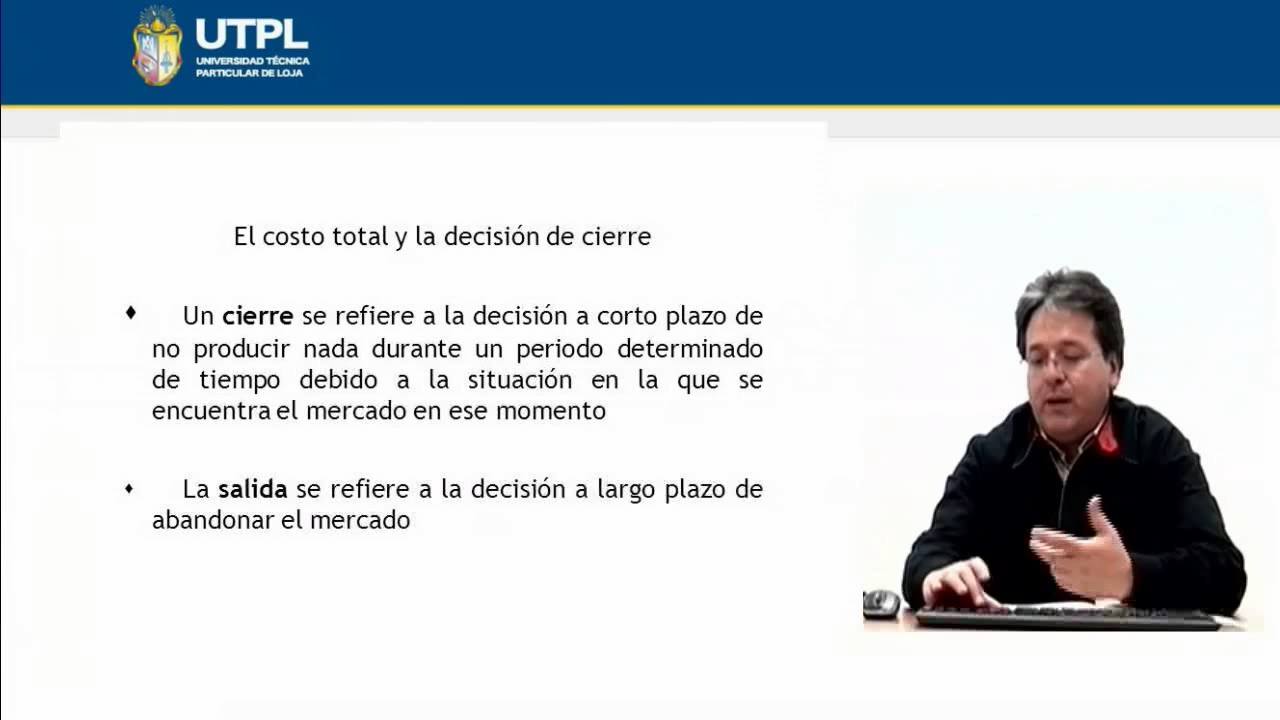 UTPL
UNIVERSIDAD TÉCNICA
PARTICULAR DE LOJA
El costo total y la decisión de cierre
Un cierre se refiere a la decisión a corto plazo de
no producir nada durante un periodo determinado
de tiempo debido a la situación en la que se
encuentra el mercado en ese momento
La salida se refiere a la decisión a largo plazo de
abandonar el mercado